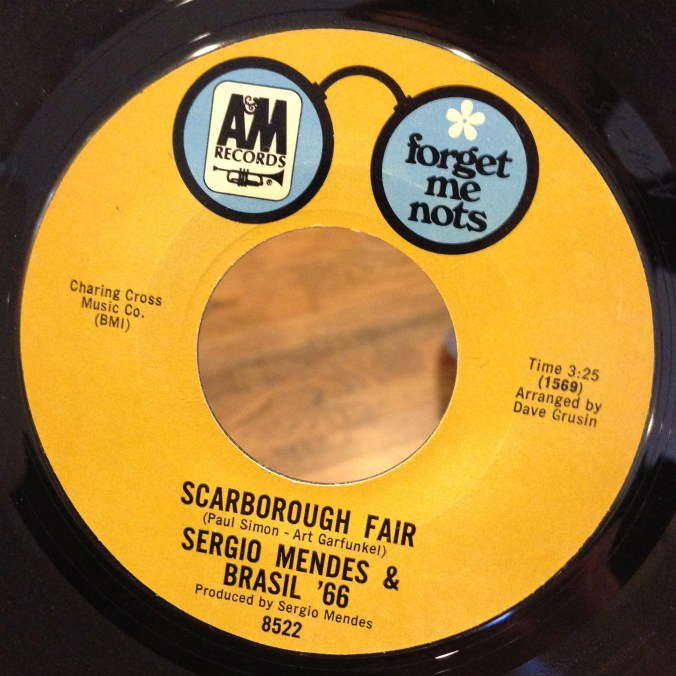 A&M
RECORDS
®
forget
me
nots
Charing Cross
Music Co.
(BMI)
Time 3:25
(1569)
Arranged by
Dave Grusin
SCARBOROUGH FAIR
(Paul Simon - Art Garfunkel)
SERGIO MENDES &
BRASIL '66
Produced by Sergio Mendes
8522